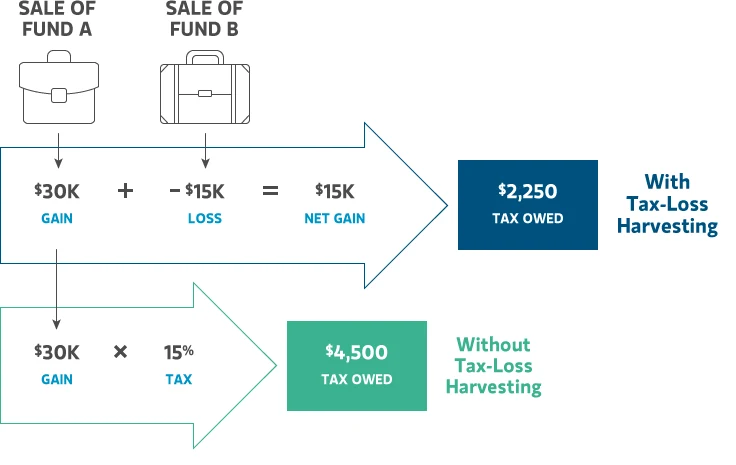 SALE OF
FUND A
SALE OF
FUND B
$30K + – $15K = $15K
GAIN LOSS NET GAIN
$2,250
TAX OWED
With
Tax-Loss
Harvesting
$30K × 15%
GAIN TAX
$4,500
TAX OWED
Without
Tax-Loss
Harvesting